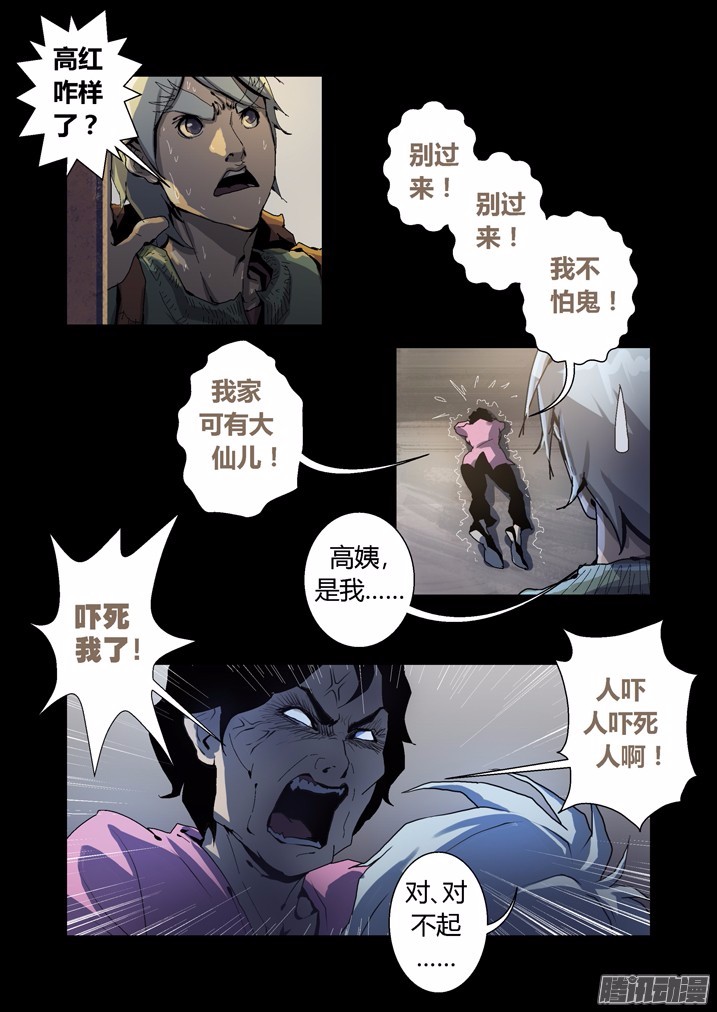 高红
咋样
了？
别过
来！
别过
来！
我不
怕鬼！
我家
可有大
仙儿！
高姨，
是我……
吓死
我了！
人吓
人吓死
人啊！
对、对
不起
……
腾讯动漫